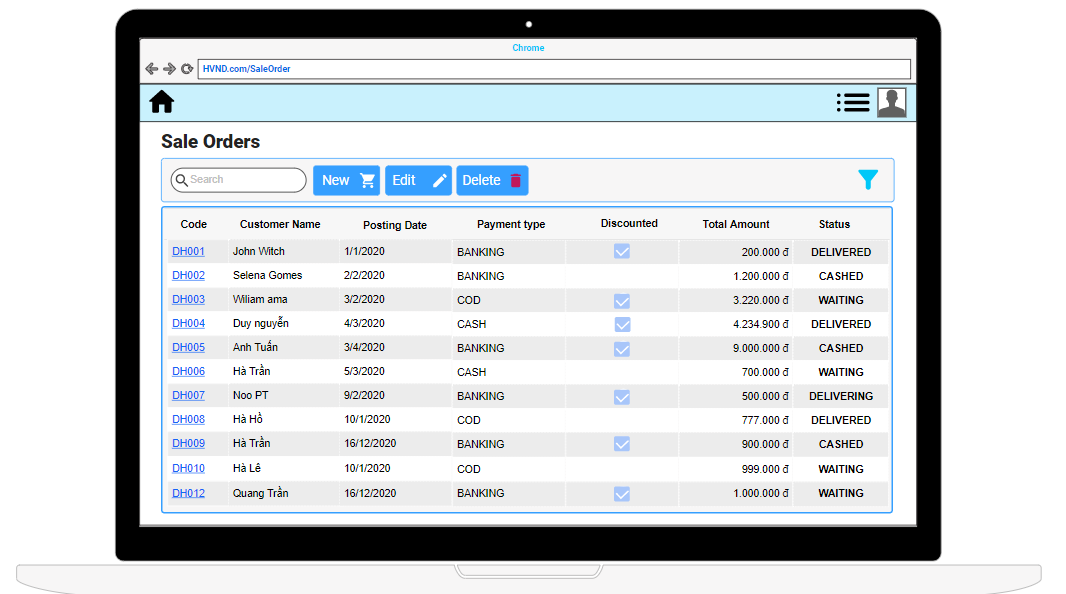 Chrome
HVND.com/SaleOrder
Sale Orders
Search New Edit Delete
Code Customer Name Posting Date Payment type Discounted Total Amount Status
DH001 John Witch 1/1/2020 BANKING 200.000 đ DELIVERED
DH002 Selena Gomes 2/2/2020 BANKING 1.200.000 đ CASHED
DH003 Wiliam ama 3/2/2020 COD 3.220.000 đ WAITING
DH004 Duy nguyễn 4/3/2020 CASH 4.234.900 đ DELIVERED
DH005 Anh Tuấn 3/4/2020 BANKING 9.000.000 đ CASHED
DH006 Hà Trần 5/3/2020 CASH 700.000 đ WAITING
DH007 Noo PT 9/2/2020 BANKING 500.000 đ DELIVERING
DH008 Hà Hồ 10/1/2020 COD 777.000 đ DELIVERED
DH009 Hà Trần 16/12/2020 BANKING 900.000 đ CASHED
DH010 Hà Lê 10/1/2020 COD 999.000 đ WAITING
DH012 Quang Trần 16/12/2020 BANKING 1.000.000 đ WAITING